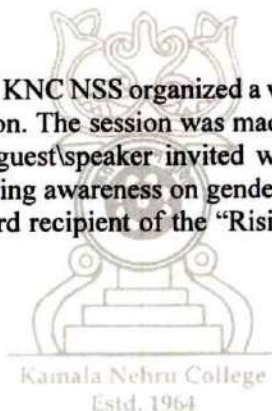 KNC NSS organized a
on. The session was mad
guest\speaker invited w
ing awareness on gende
rd recipient of the “Risi
Kamala Nehru College
Estd. 1964